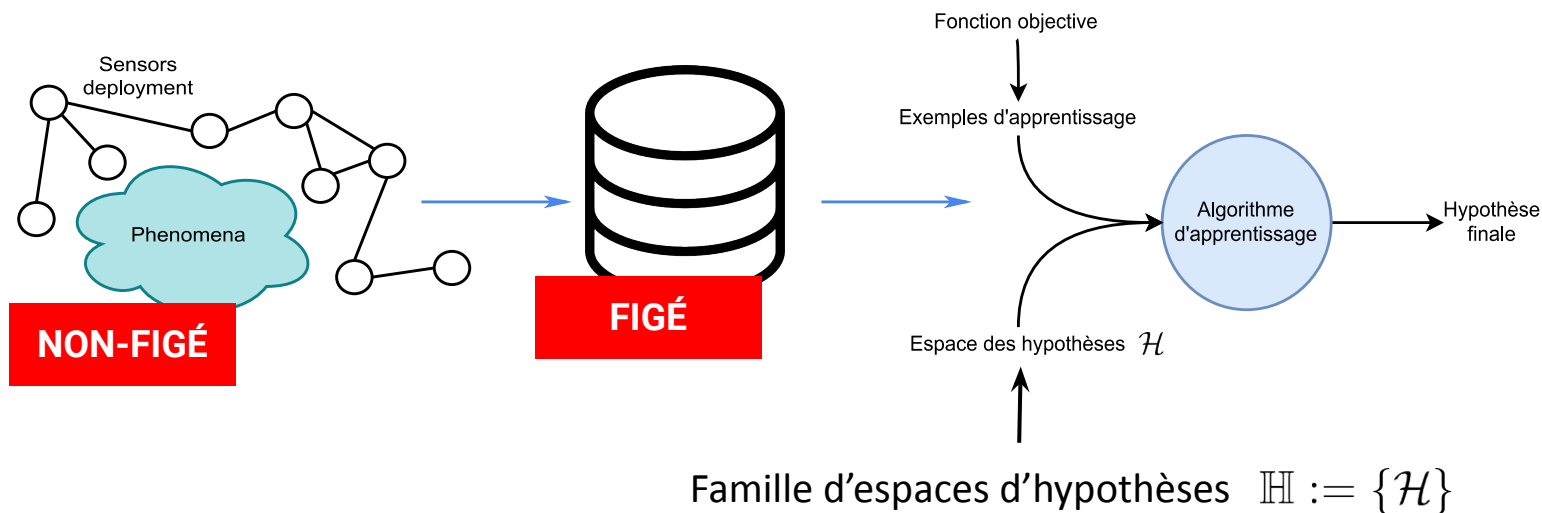 Sensors
deployment
Phenomena
NON-FIGÉ
FIGÉ
Fonction objective
Exemples d'apprentissage
Algorithme
d'apprentissage
Hypothèse
finale
Espace des hypothèses ℋ
Famille d’espaces d’hypothèses ℍ := {ℋ}